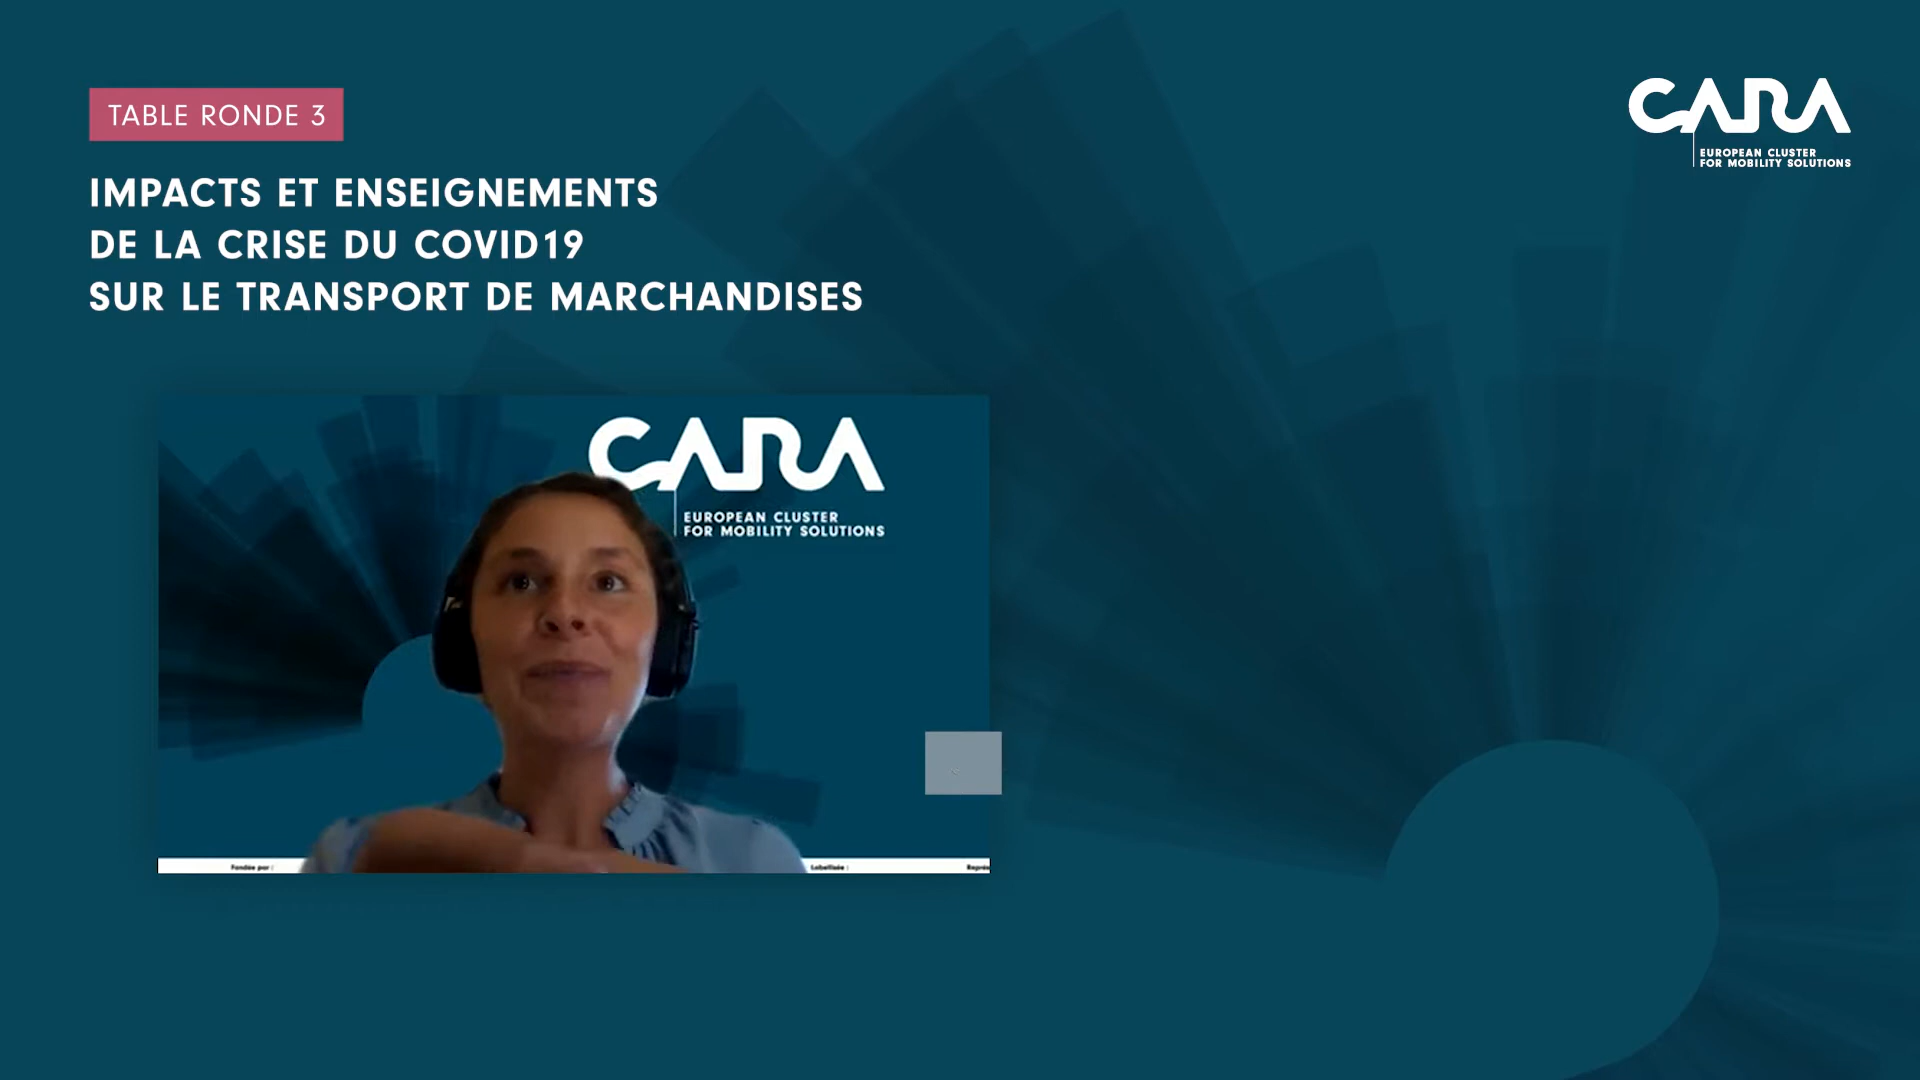 TABLE RONDE 3
IMPACTS ET ENSEIGNEMENTS
DE LA CRISE DU COVID19
SUR LE TRANSPORT DE MARCHANDISES
CARA
EUROPEAN CLUSTER
FOR MOBILITY SOLUTIONS
CARA
EUROPEAN CLUSTER
FOR MOBILITY SOLUTIONS
Fondée par :
Labellisée :